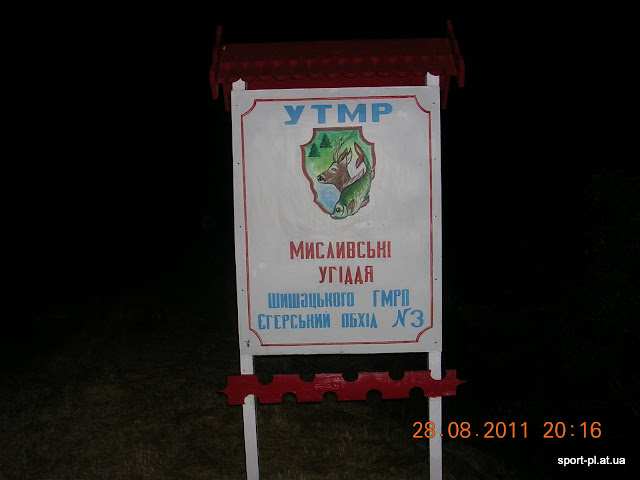 УТМР
Мисливські
угіддя
шишацького ГМРП
єгерський обхід №3
28.08.2011 20:16
sport-pl.at.ua